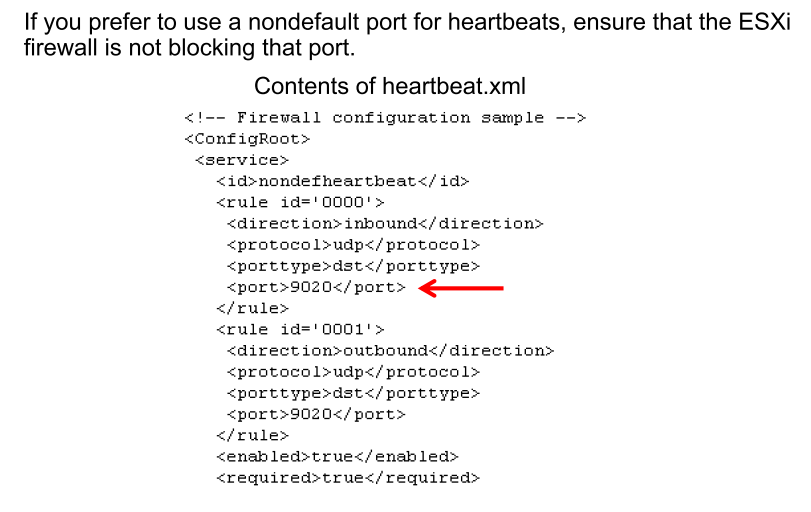 If you prefer to use a nondefault port for heartbeats, ensure that the ESXi
firewall is not blocking that port.
Contents of heartbeat.xml
<!-- Firewall configuration sample -->
<ConfigRoot>
<service>
<id>nondefheartbeat</id>
<rule id='0000'>
<direction>inbound</direction>
<protocol>udp</protocol>
<porttype>dst</porttype>
<port>9020</port>
</rule>
<rule id='0001'>
<direction>outbound</direction>
<protocol>udp</protocol>
<porttype>dst</porttype>
<port>9020</port>
</rule>
<enabled>true</enabled>
<required>true</required>